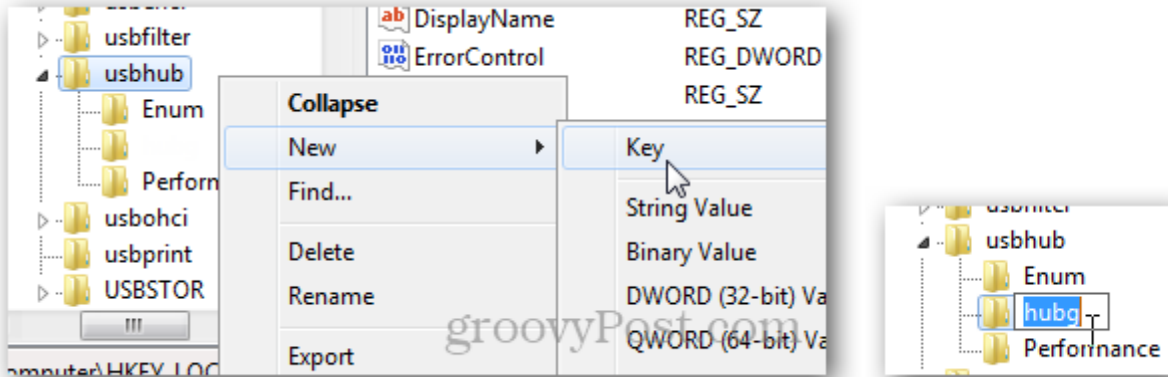 DisplayName REG_SZ
usbfilter
ErrorControl REG_DWORD
usbhub
REG_SZ
Enum
Collapse
New
Key
Perforn
Find...
String Value
usbohci
usbprint
Delete
Binary Value
USBSTOR
Rename
DWORD (32-bit) Va
QWORD (64-bit) Va
Export
groovyPost.com
usbhub
Enum
hubg
Performance